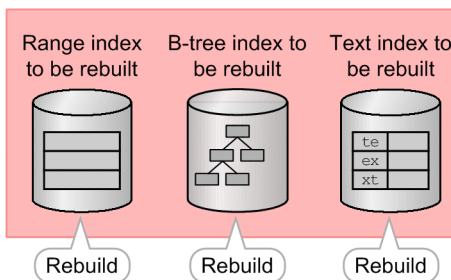 Range index
to be rebuilt
B-tree index to
be rebuilt
Text index to
be rebuilt
te
ex
xt
Rebuild
Rebuild
Rebuild